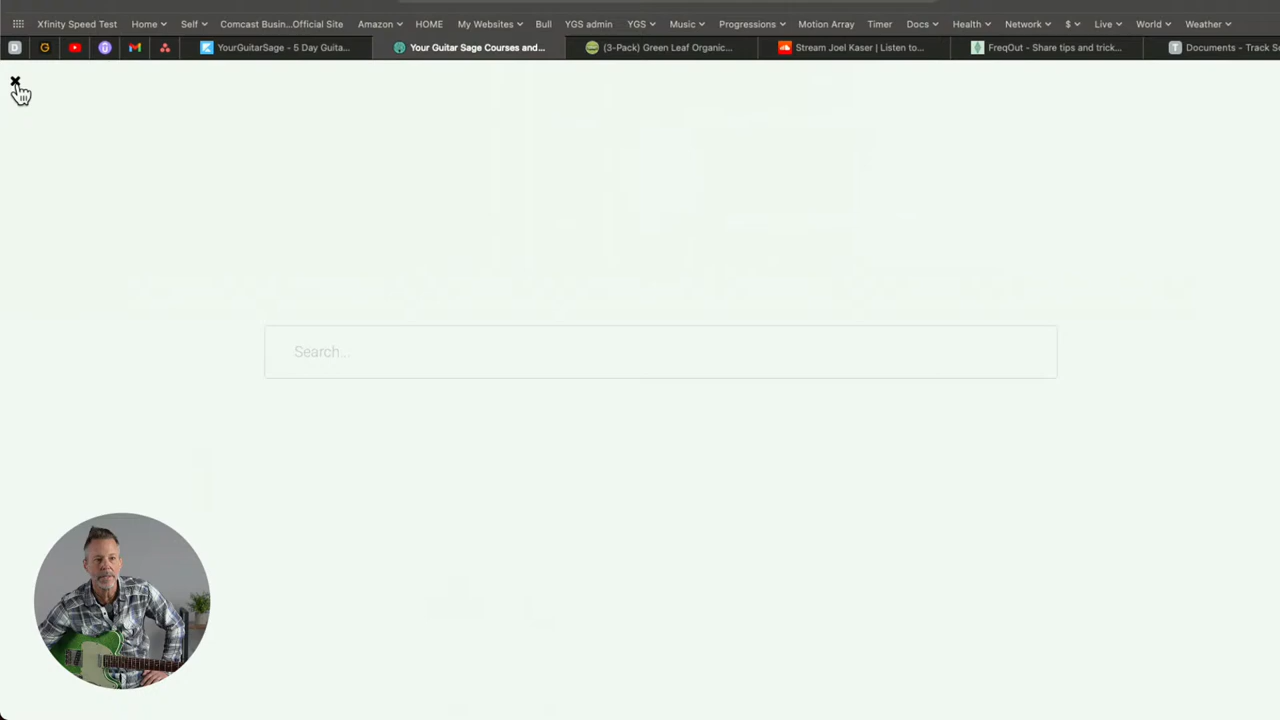 Xfinity Speed Test Home Self Comcast Busin...Official Site Amazon HOME My Websites Bull YGS admin YGS Music Progressions Motion Array Timer Docs Health Network $ Live World Weather
YourGuitarSage - 5 Day Guita... Your Guitar Sage Courses and... (3-Pack) Green Leaf Organic... Stream Joel Kaser | Listen to... FreqOut - Share tips and trick... Documents - Track S
Search...